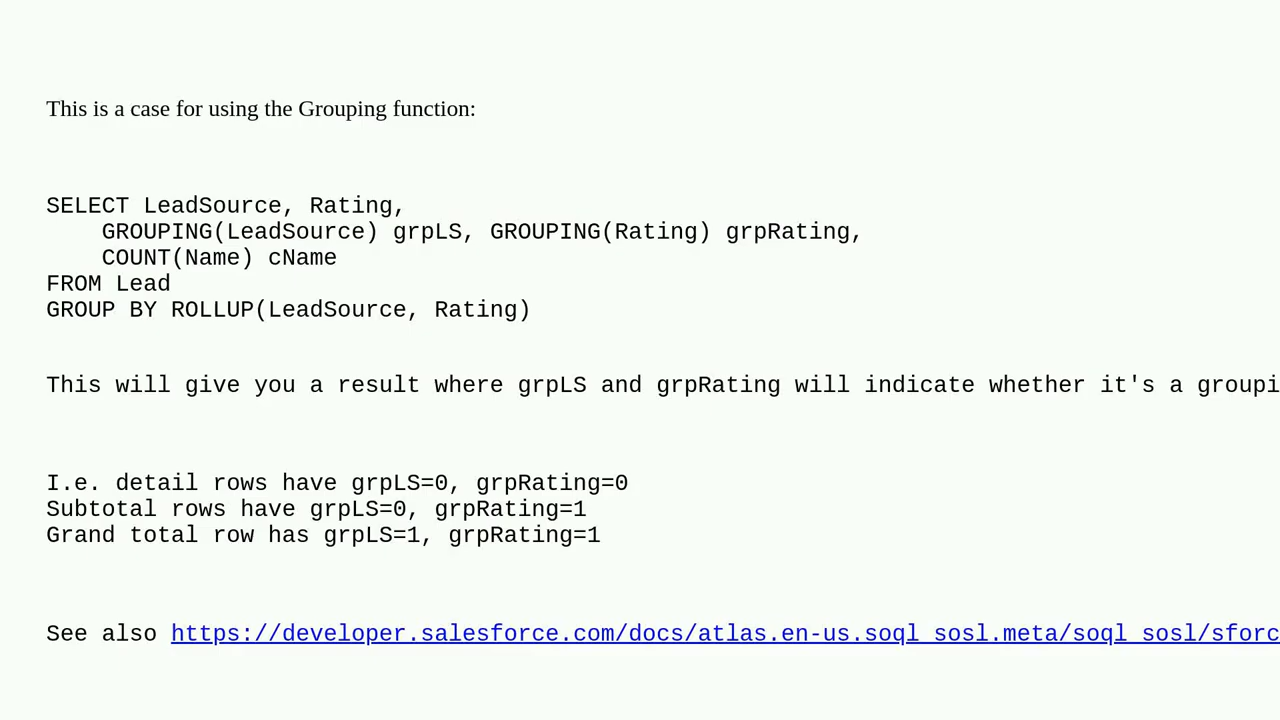 This is a case for using the Grouping function:
SELECT LeadSource, Rating,
    GROUPING(LeadSource) grpLS, GROUPING(Rating) grpRating,
    COUNT(Name) cName
FROM Lead
GROUP BY ROLLUP(LeadSource, Rating)
This will give you a result where grpLS and grpRating will indicate whether it's a groupi
I.e. detail rows have grpLS=0, grpRating=0
Subtotal rows have grpLS=0, grpRating=1
Grand total row has grpLS=1, grpRating=1
See also https://developer.salesforce.com/docs/atlas.en-us.soql_sosl.meta/soql_sosl/sforc